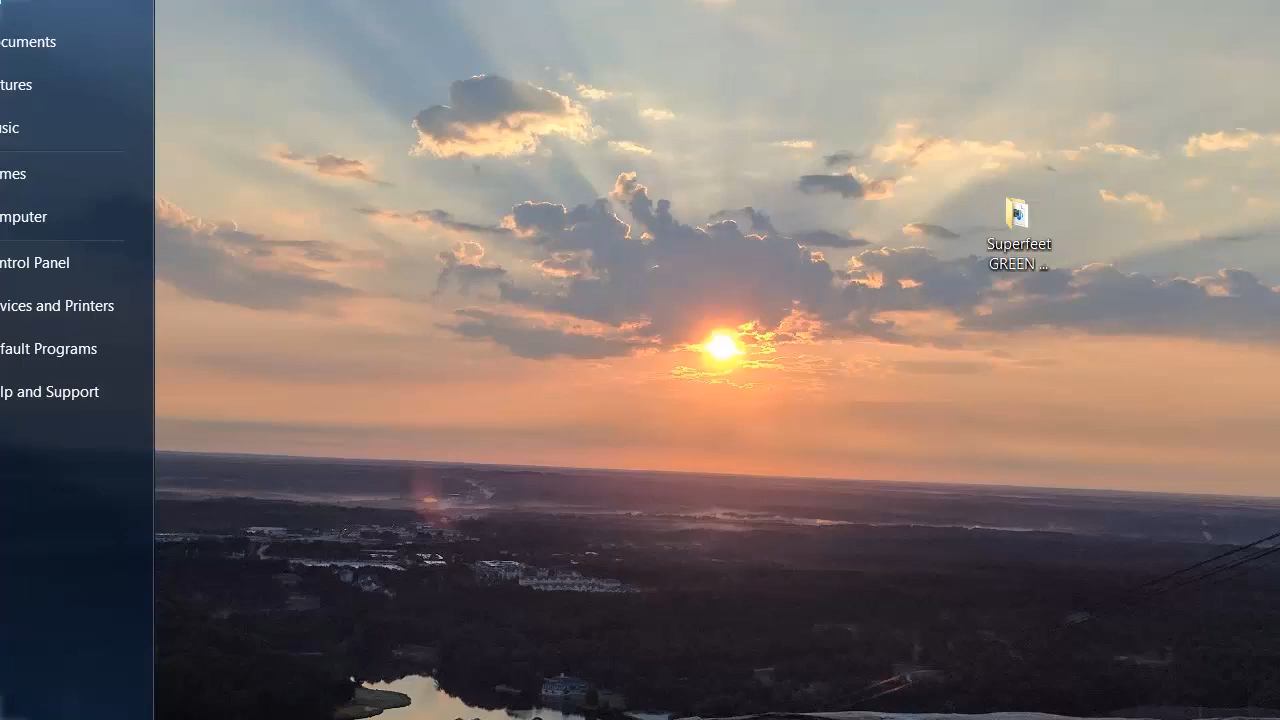 cuments
tures
sic
mes
mputer
ntrol Panel
vices and Printers
fault Programs
lp and Support
Superfeet
GREEN ...